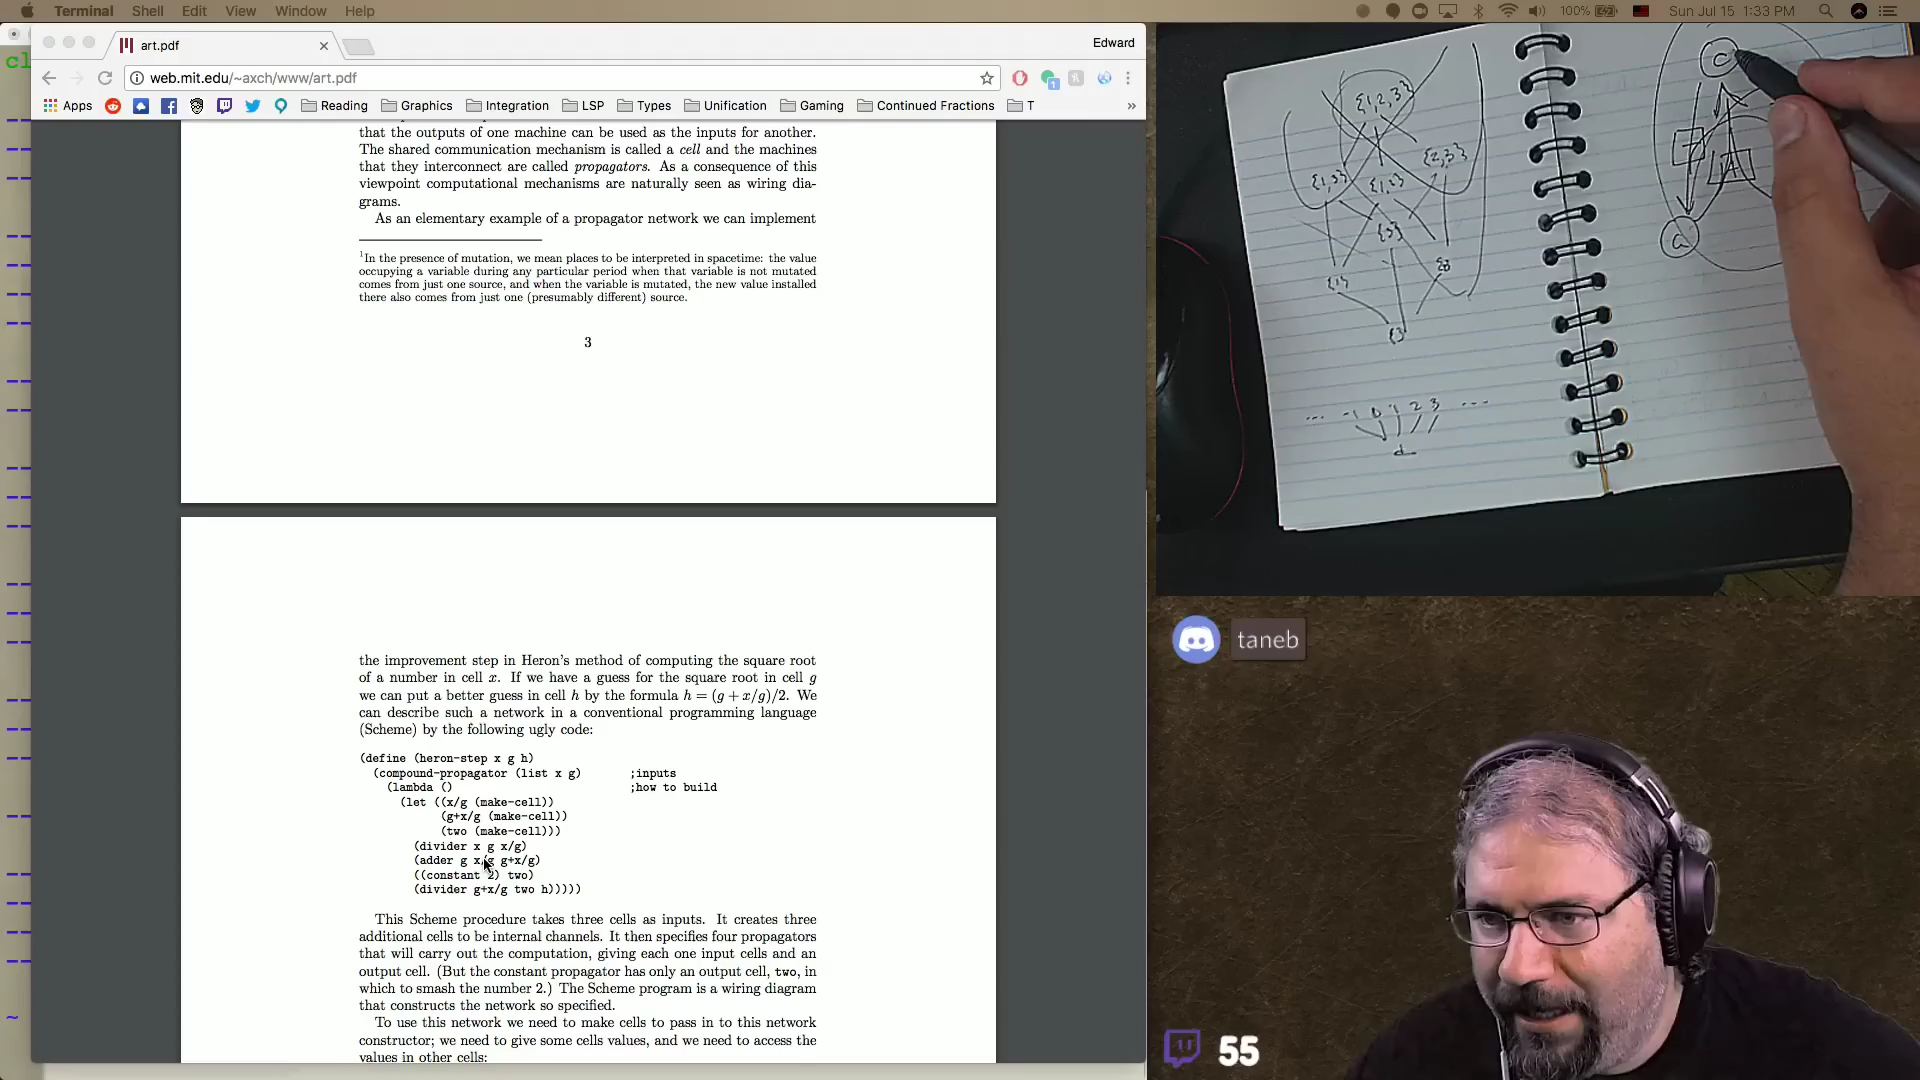 Terminal Shell Edit View Window Help
100% Sun Jul 15 1:33 PM
art.pdf
Edward
web.mit.edu/~axch/www/art.pdf
Apps Reading Graphics Integration LSP Types Unification Gaming Continued Fractions T »
cl
that the outputs of one machine can be used as the inputs for another.
The shared communication mechanism is called a cell and the machines
that they interconnect are called propagators. As a consequence of this
viewpoint computational mechanisms are naturally seen as wiring dia-
grams.
As an elementary example of a propagator network we can implement
1In the presence of mutation, we mean places to be interpreted in spacetime: the value
occupying a variable during any particular period when that variable is not mutated
comes from just one source, and when the variable is mutated, the new value installed
there also comes from just one (presumably different) source.
3
the improvement step in Heron's method of computing the square root
of a number in cell x. If we have a guess for the square root in cell g
we can put a better guess in cell h by the formula h = (g + x/g)/2. We
can describe such a network in a conventional programming language
(Scheme) by the following ugly code:
(define (heron-step x g h)
(compound-propagator (list x g) ;inputs
(lambda () ;how to build
(let ((x/g (make-cell))
(g+x/g (make-cell))
(two (make-cell)))
(divider x g x/g)
(adder g x/g g+x/g)
((constant 2) two)
(divider g+x/g two h)))))
This Scheme procedure takes three cells as inputs. It creates three
additional cells to be internal channels. It then specifies four propagators
that will carry out the computation, giving each one input cells and an
output cell. (But the constant propagator has only an output cell, two, in
which to smash the number 2.) The Scheme program is a wiring diagram
that constructs the network so specified.
To use this network we need to make cells to pass in to this network
constructor; we need to give some cells values, and we need to access the
values in other cells:
{1,2,3}
{1,3} {1,2} {2,3}
{3}
{1}
{}
... -1 0 1 2 3 ...
c
a
taneb
55